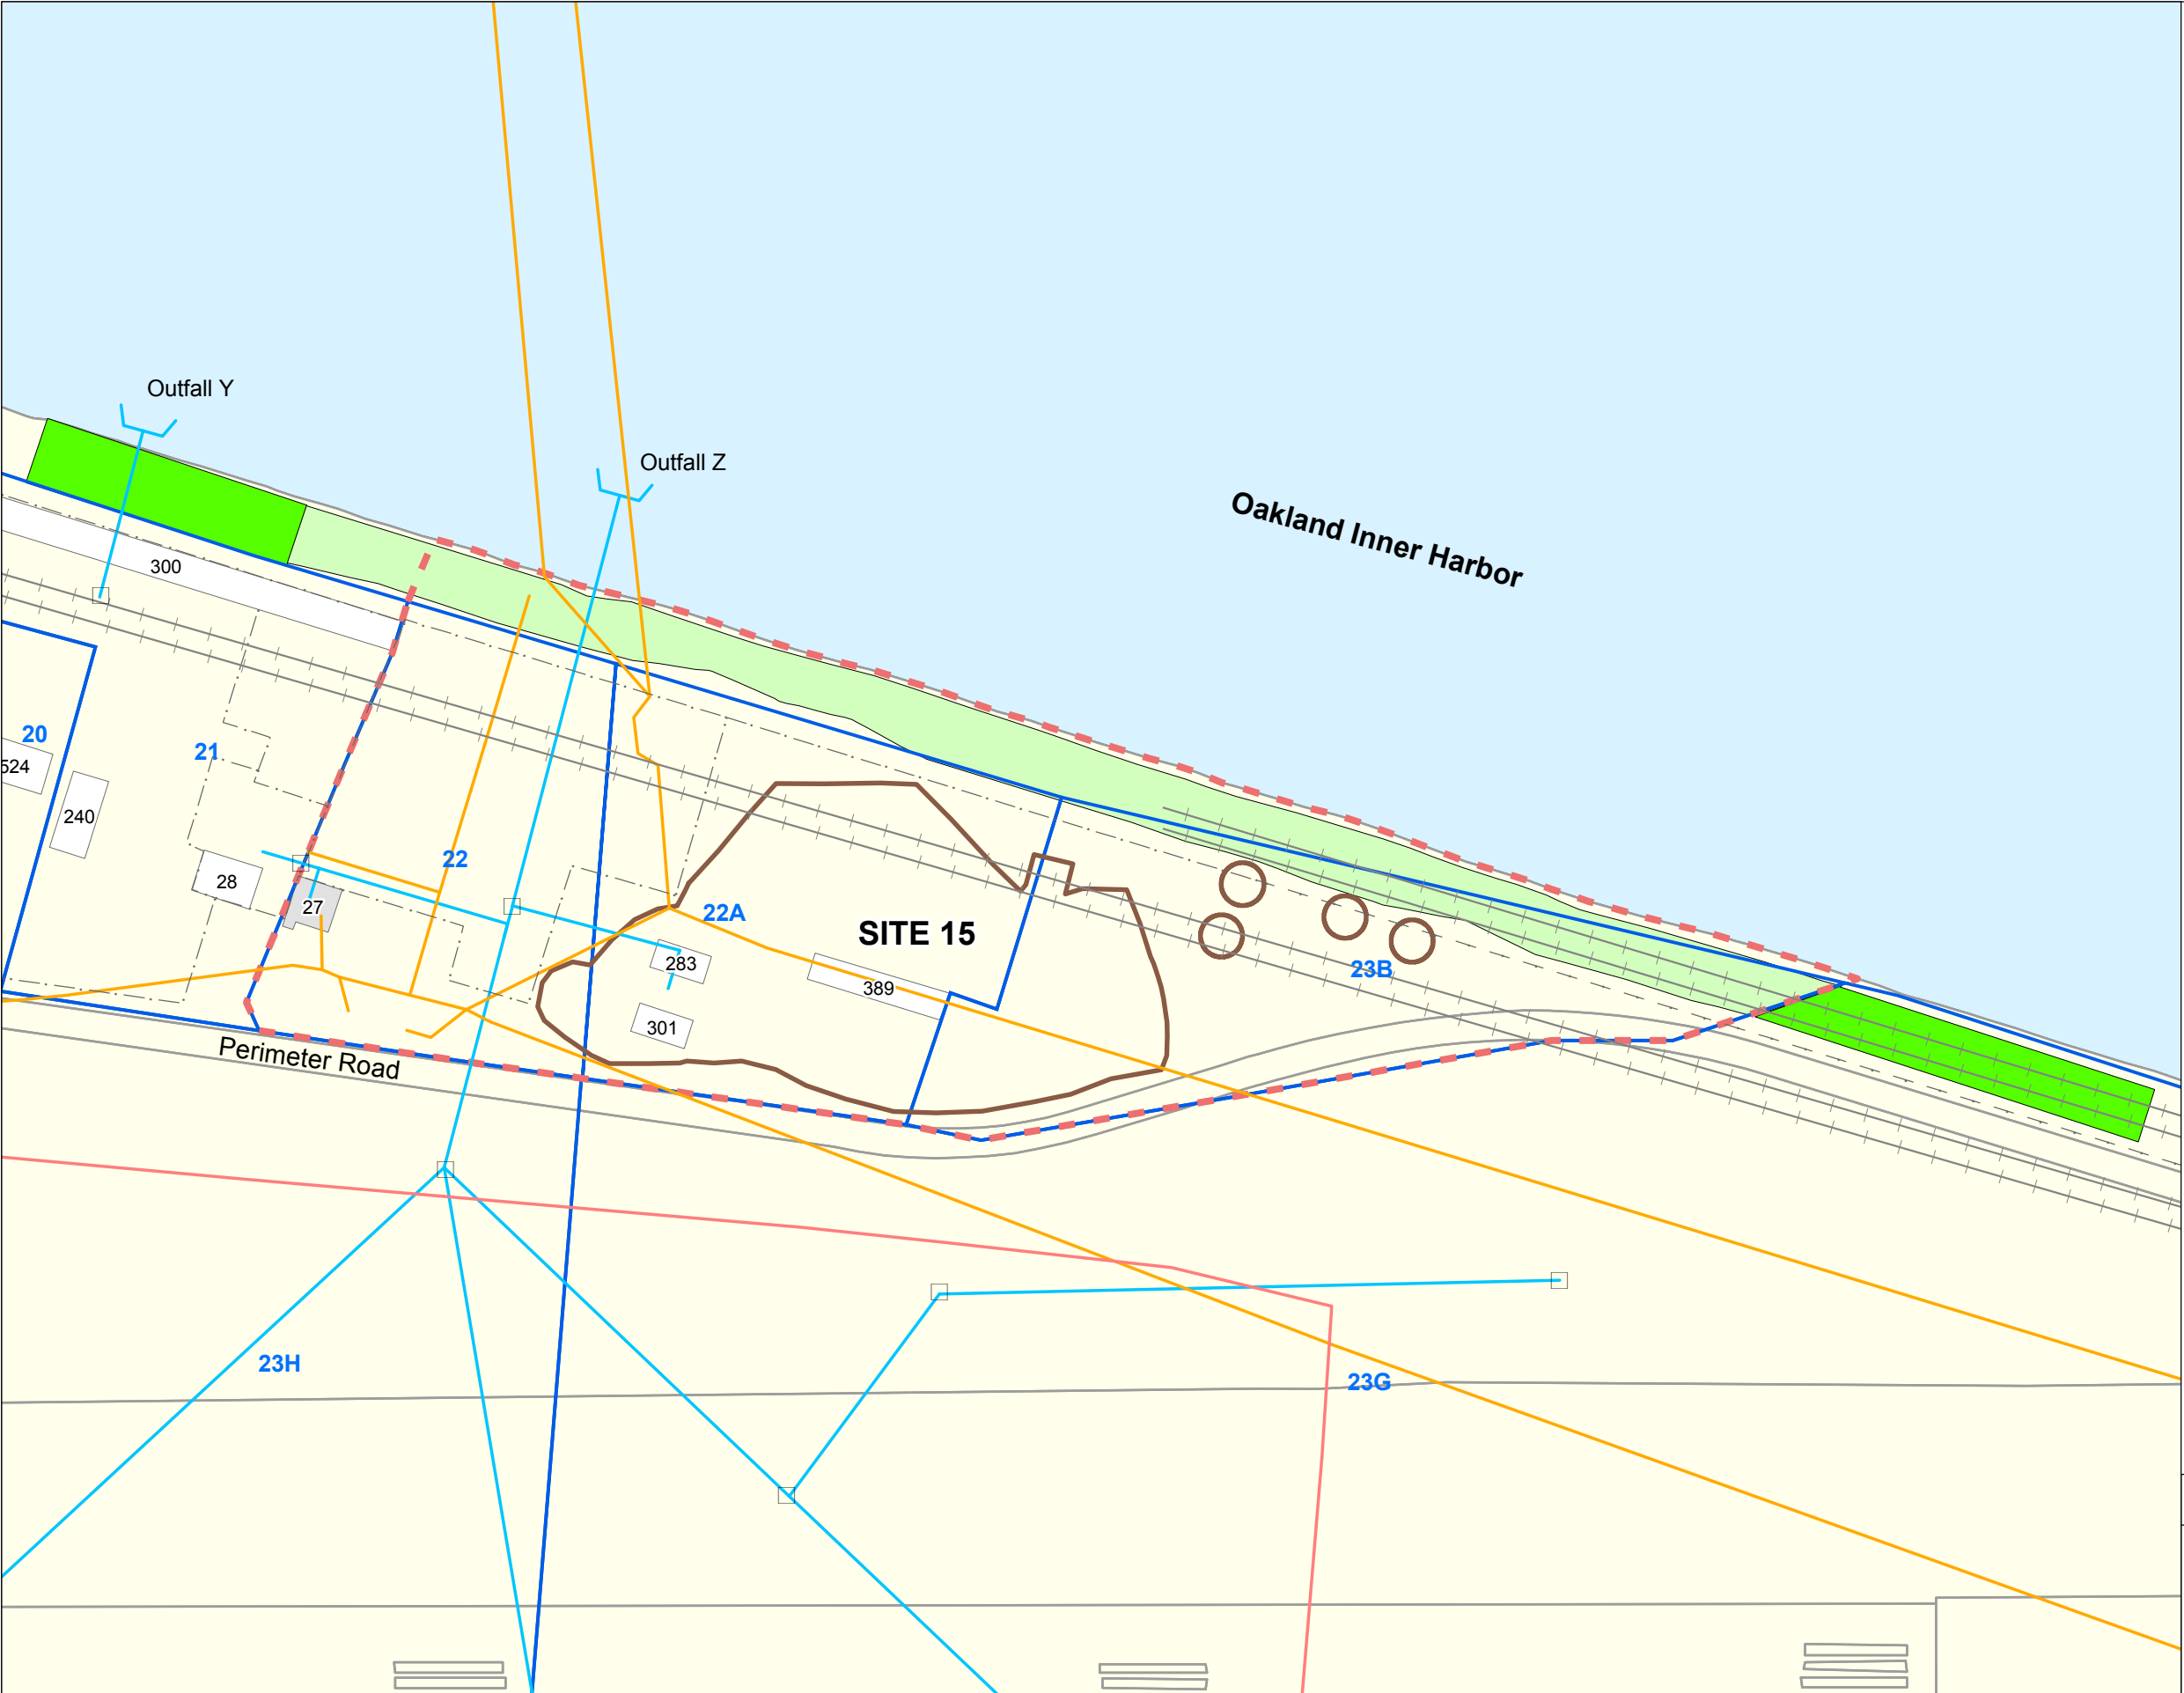 Outfall Y
Outfall Z
Oakland Inner Harbor
300
20
21
524
240
22
28
27
22A
SITE 15
283
23B
389
301
Perimeter Road
23H
23G